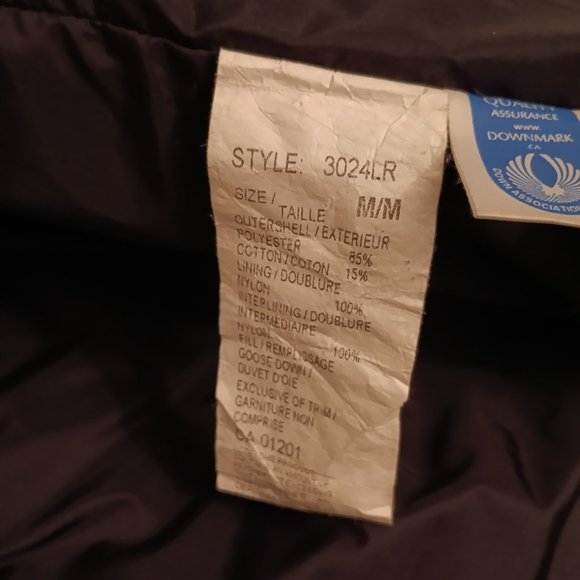 STYLE: 3024LR
SIZE / TAILLE M/M
OUTERSHELL / EXTERIEUR
POLYESTER 85%
COTTON / COTON 15%
LINING / DOUBLURE
NYLON 100%
INTERLINING / DOUBLURE
INTERMEDIAIRE
NYLON 100%
FILL / REMPLISSAGE
GOOSE DOWN /
DUVET D'OIE
EXCLUSIVE OF TRIM /
GARNITURE NON
COMPRISE
CA 01201
QUALITY
ASSURANCE
www.
DOWNMARK
.CA
DOWN ASSOCIATION